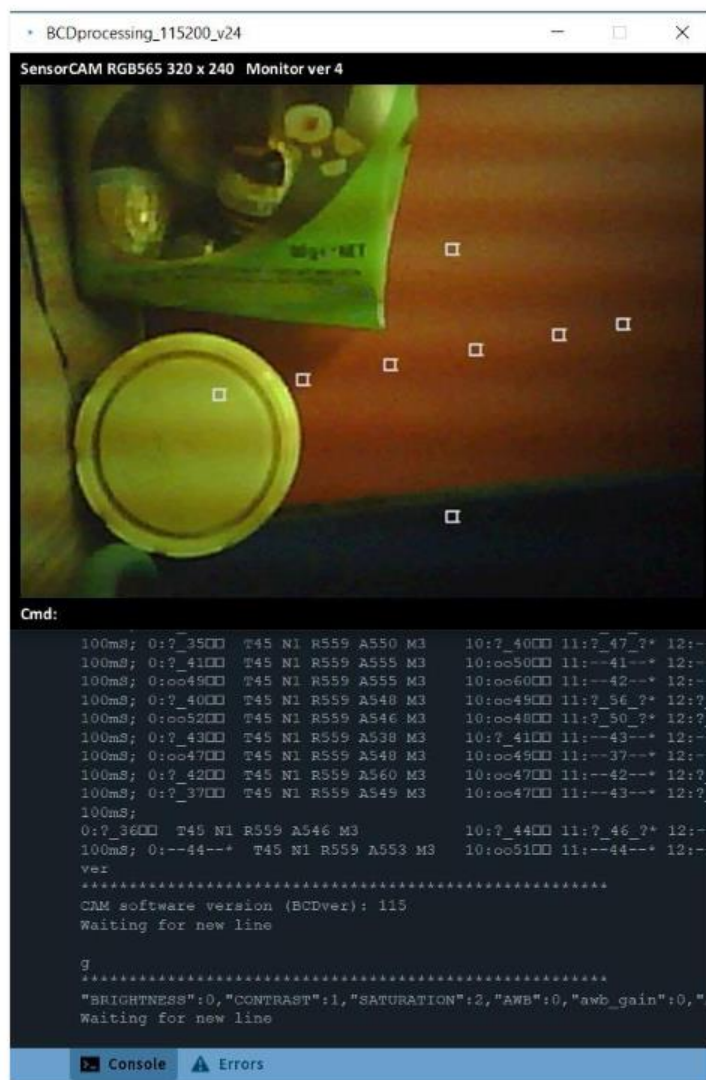 BCDprocessing_115200_v24
SensorCAM RGB565 320 x 240 Monitor ver 4
NET
Cmd:
100mS; 0:?_35□□ T45 N1 R559 A550 M3 10:?_40□□ 11:?_47_?* 12:-
100mS; 0:?_41□□ T45 N1 R559 A555 M3 10:oo50□□ 11:--41--* 12:-
100mS; 0:oo49□□ T45 N1 R559 A555 M3 10:oo60□□ 11:--42--* 12:-
100mS; 0:?_40□□ T45 N1 R559 A548 M3 10:oo49□□ 11:?_56_?* 12:?
100mS; 0:oo52□□ T45 N1 R559 A546 M3 10:oo48□□ 11:?_50_?* 12:?
100mS; 0:?_43□□ T45 N1 R559 A538 M3 10:?_41□□ 11:--43--* 12:-
100mS; 0:oo47□□ T45 N1 R559 A548 M3 10:oo49□□ 11:--37--* 12:-
100mS; 0:?_42□□ T45 N1 R559 A560 M3 10:oo47□□ 11:--42--* 12:?
100mS; 0:?_37□□ T45 N1 R559 A549 M3 10:oo47□□ 11:--43--* 12:?
100mS;
0:?_36□□ T45 N1 R559 A546 M3 10:?_44□□ 11:?_46_?* 12:-
100mS; 0:--44--* T45 N1 R559 A553 M3 10:oo51□□ 11:--44--* 12:-
ver
*******************************************************
CAM software version (BCDver): 115
Waiting for new line
g
*******************************************************
"BRIGHTNESS":0,"CONTRAST":1,"SATURATION":2,"AWB":0,"awb_gain":0,"
Waiting for new line
Console
Errors